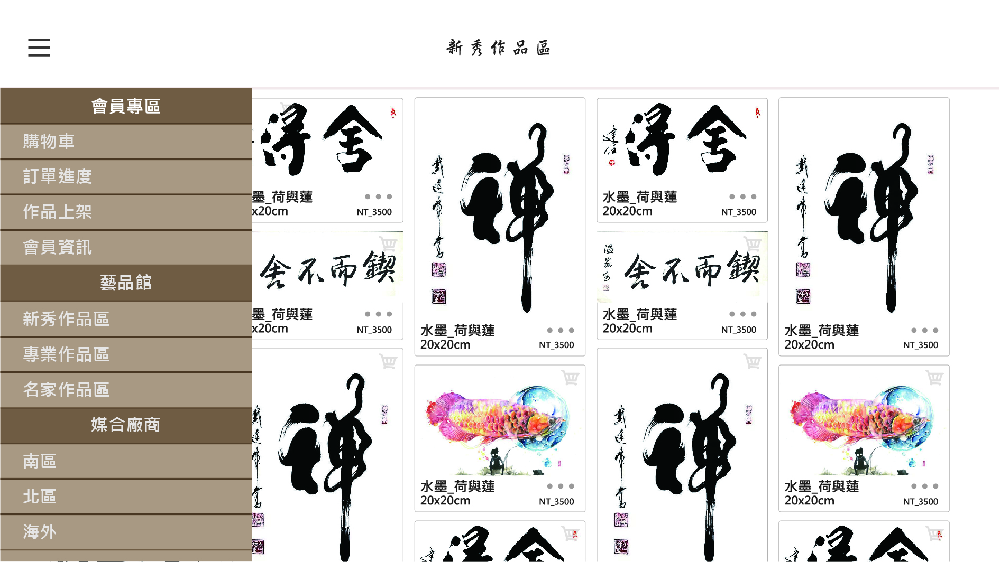 新秀作品區
會員專區
購物車
訂單進度
作品上架
會員資訊
藝品館
新秀作品區
專業作品區
名家作品區
媒合廠商
南區
北區
海外
得舍
墨_荷與蓮
x20cm
NT_3500
舍不而鍥
墨_荷與蓮
x20cm
NT_3500
禪
禪
水墨_荷與蓮
20x20cm
NT_3500
水墨_荷與蓮
20x20cm
NT_3500
得舍
得舍
水墨_荷與蓮
20x20cm
NT_3500
舍不而鍥
水墨_荷與蓮
20x20cm
NT_3500
禪
禪
水墨_荷與蓮
20x20cm
NT_3500
水墨_荷與蓮
20x20cm
NT_3500
得舍